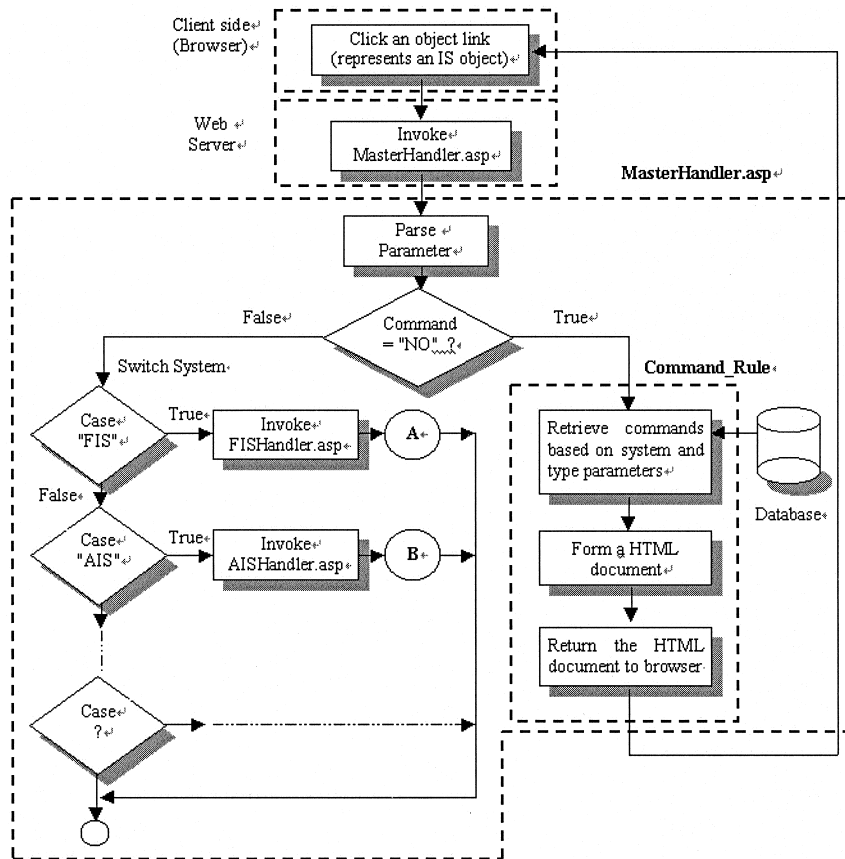 Client side
(Browser)
Click an object link
(represents an IS object)
Web
Server
Invoke
MasterHandler.asp
MasterHandler.asp
Parse
Parameter
False
Command
= "NO" ?
True
Switch System
Command_Rule
Case
"FIS"
True
Invoke
FISHandler.asp
A
Retrieve commands
based on system and
type parameters
Database
False
Case
"AIS"
True
Invoke
AISHandler.asp
B
Form a HTML
document
Return the HTML
document to browser
Case
?